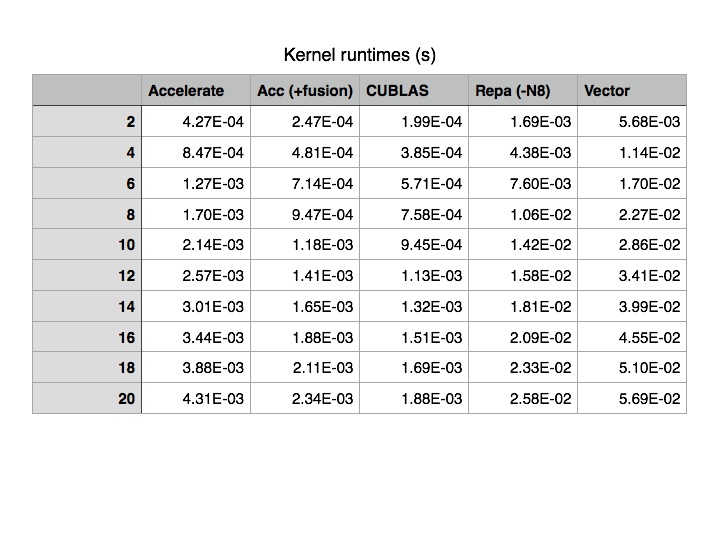 Kernel runtimes (s)
Accelerate Acc (+fusion) CUBLAS Repa (-N8) Vector
2 4.27E-04 2.47E-04 1.99E-04 1.69E-03 5.68E-03
4 8.47E-04 4.81E-04 3.85E-04 4.38E-03 1.14E-02
6 1.27E-03 7.14E-04 5.71E-04 7.60E-03 1.70E-02
8 1.70E-03 9.47E-04 7.58E-04 1.06E-02 2.27E-02
10 2.14E-03 1.18E-03 9.45E-04 1.42E-02 2.86E-02
12 2.57E-03 1.41E-03 1.13E-03 1.58E-02 3.41E-02
14 3.01E-03 1.65E-03 1.32E-03 1.81E-02 3.99E-02
16 3.44E-03 1.88E-03 1.51E-03 2.09E-02 4.55E-02
18 3.88E-03 2.11E-03 1.69E-03 2.33E-02 5.10E-02
20 4.31E-03 2.34E-03 1.88E-03 2.58E-02 5.69E-02